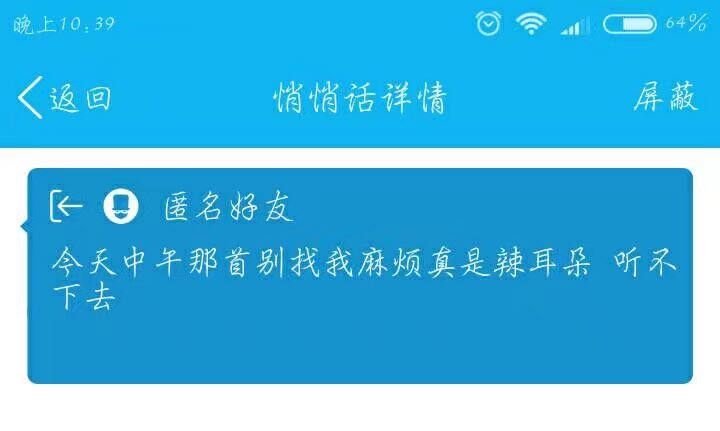 晚上10:39
64%
返回
悄悄话详情
屏蔽
匿名好友
今天中午那首别找我麻烦真是辣耳朵 听不
下去